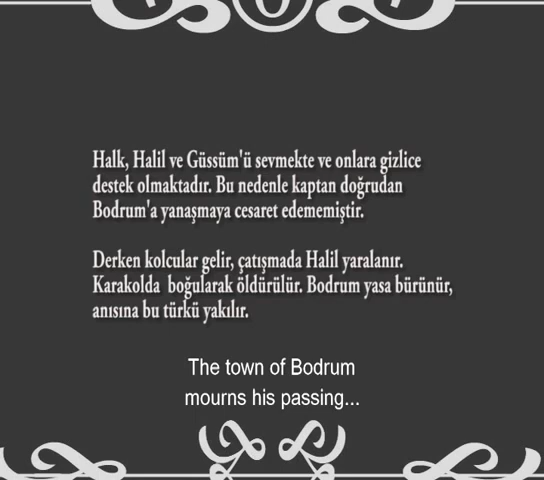 Halk, Halil ve Güssüm'ü sevmekte ve onlara gizlice
destek olmaktadır. Bu nedenle kaptan doğrudan
Bodrum'a yanaşmaya cesaret edememiştir.
Derken kolcular gelir, çatışmada Halil yaralanır.
Karakolda boğularak öldürülür. Bodrum yasa bürünür,
anısına bu türkü yakılır.
The town of Bodrum
mourns his passing...